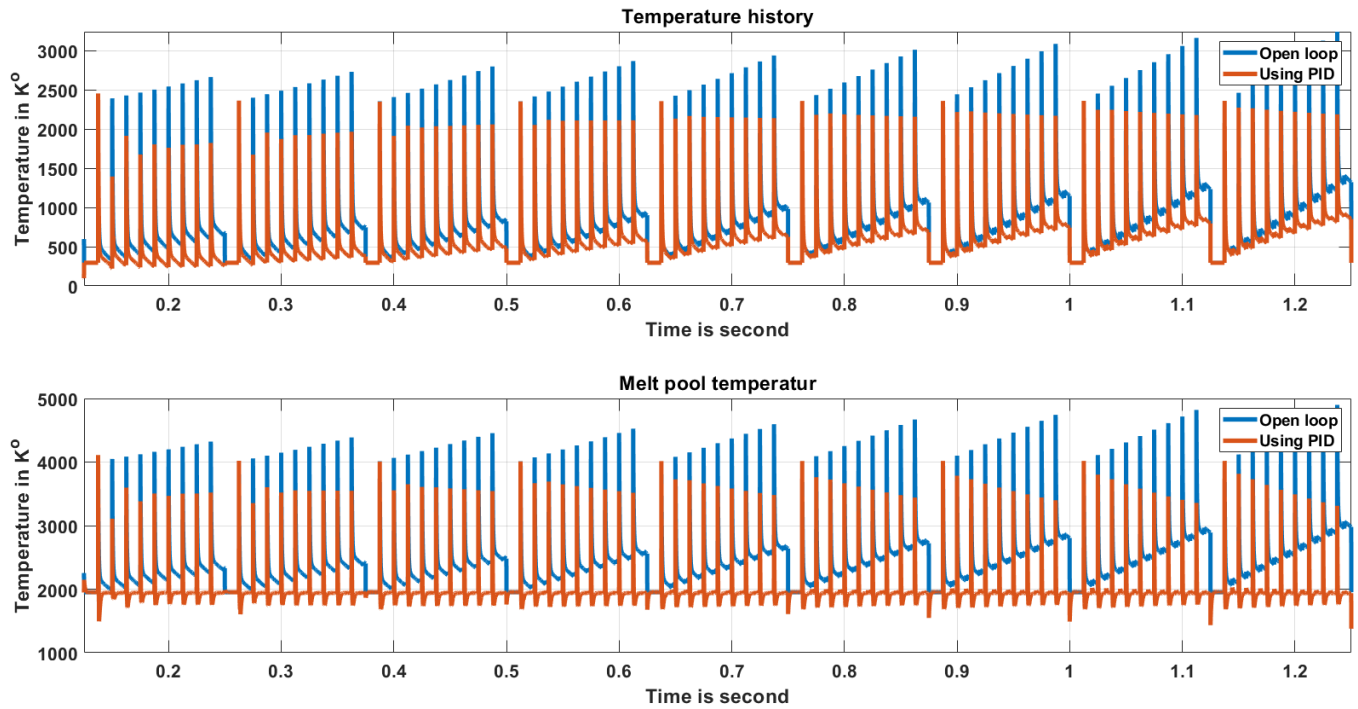 Temperature history
Temperature in K°
3000
2500
2000
1500
1000
500
0
Open loop
Using PID
0.2 0.3 0.4 0.5 0.6 0.7 0.8 0.9 1 1.1 1.2
Time is second
Melt pool temperatur
Temperature in K°
5000
4000
3000
2000
1000
Open loop
Using PID
0.2 0.3 0.4 0.5 0.6 0.7 0.8 0.9 1 1.1 1.2
Time is second